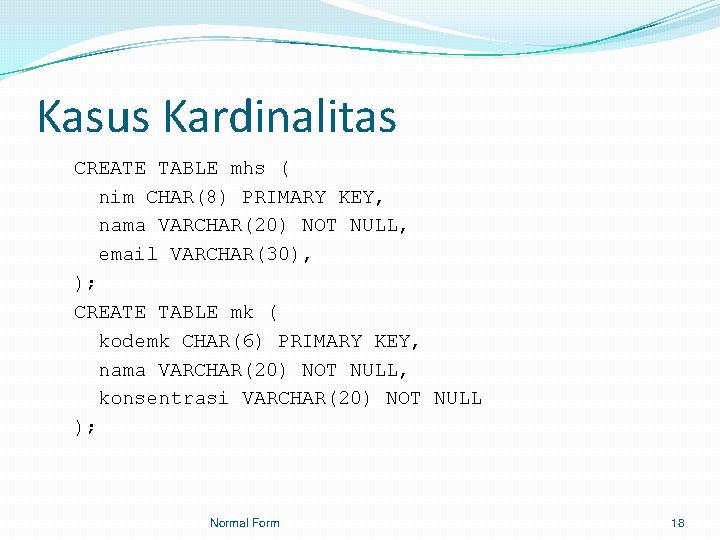 Kasus Kardinalitas
CREATE TABLE mhs (
nim CHAR(8) PRIMARY KEY,
nama VARCHAR(20) NOT NULL,
email VARCHAR(30),
);
CREATE TABLE mk (
kodemk CHAR(6) PRIMARY KEY,
nama VARCHAR(20) NOT NULL,
konsentrasi VARCHAR(20) NOT NULL
);
Normal Form
18